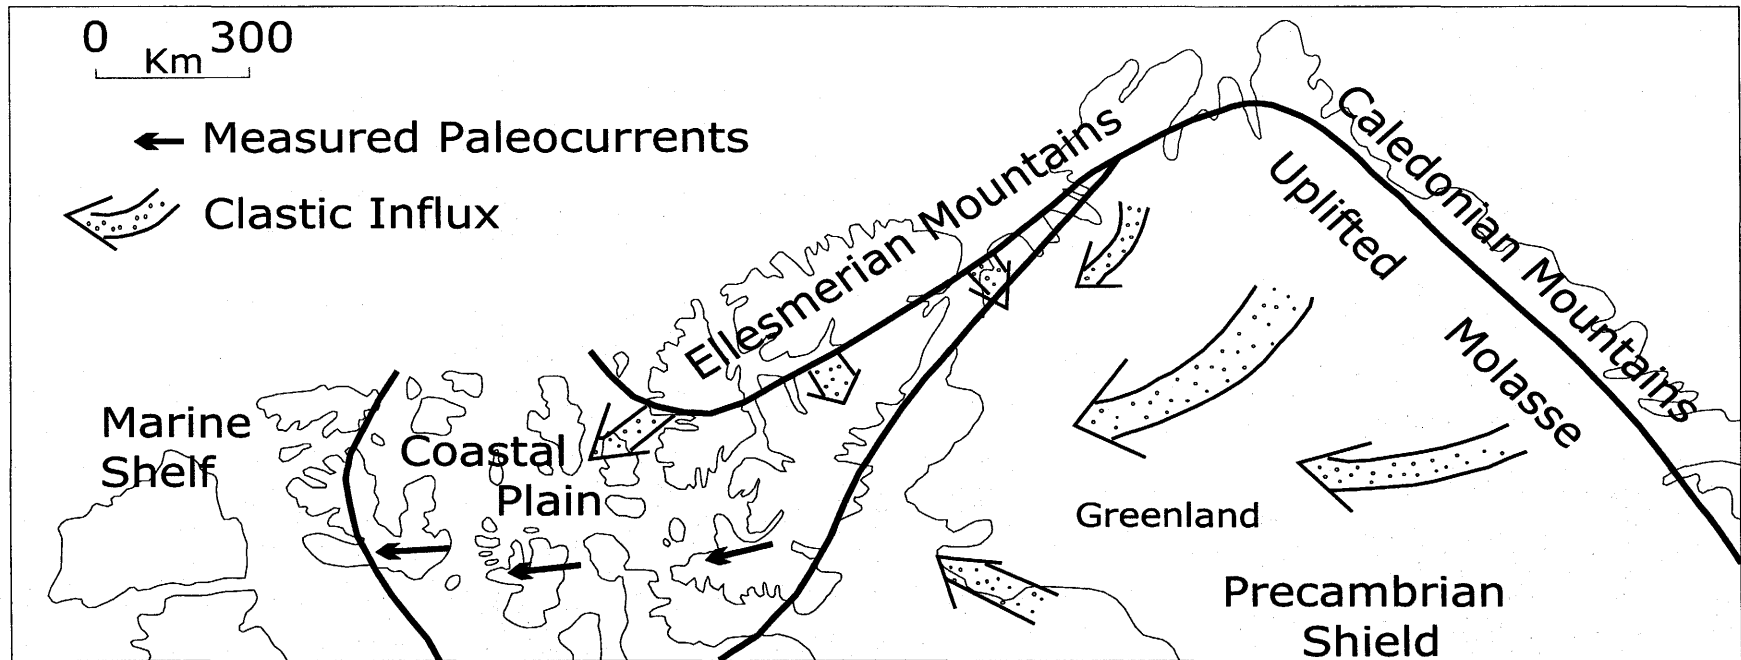 0 300
Km
Measured Paleocurrents
Clastic Influx
Ellesmerian Mountains
Caledonian Mountains
Uplifted
Molasse
Marine
Shelf
Coastal
Plain
Greenland
Precambrian
Shield